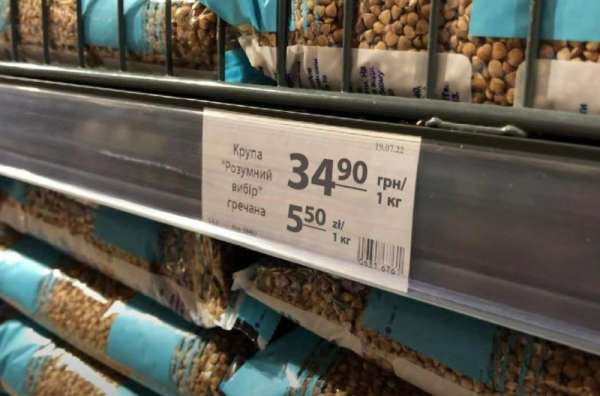 19.07.22
Крупа
"Розумний
вибір"
гречана
34 90 грн/
1 кг
5 50 zł/
1 кг